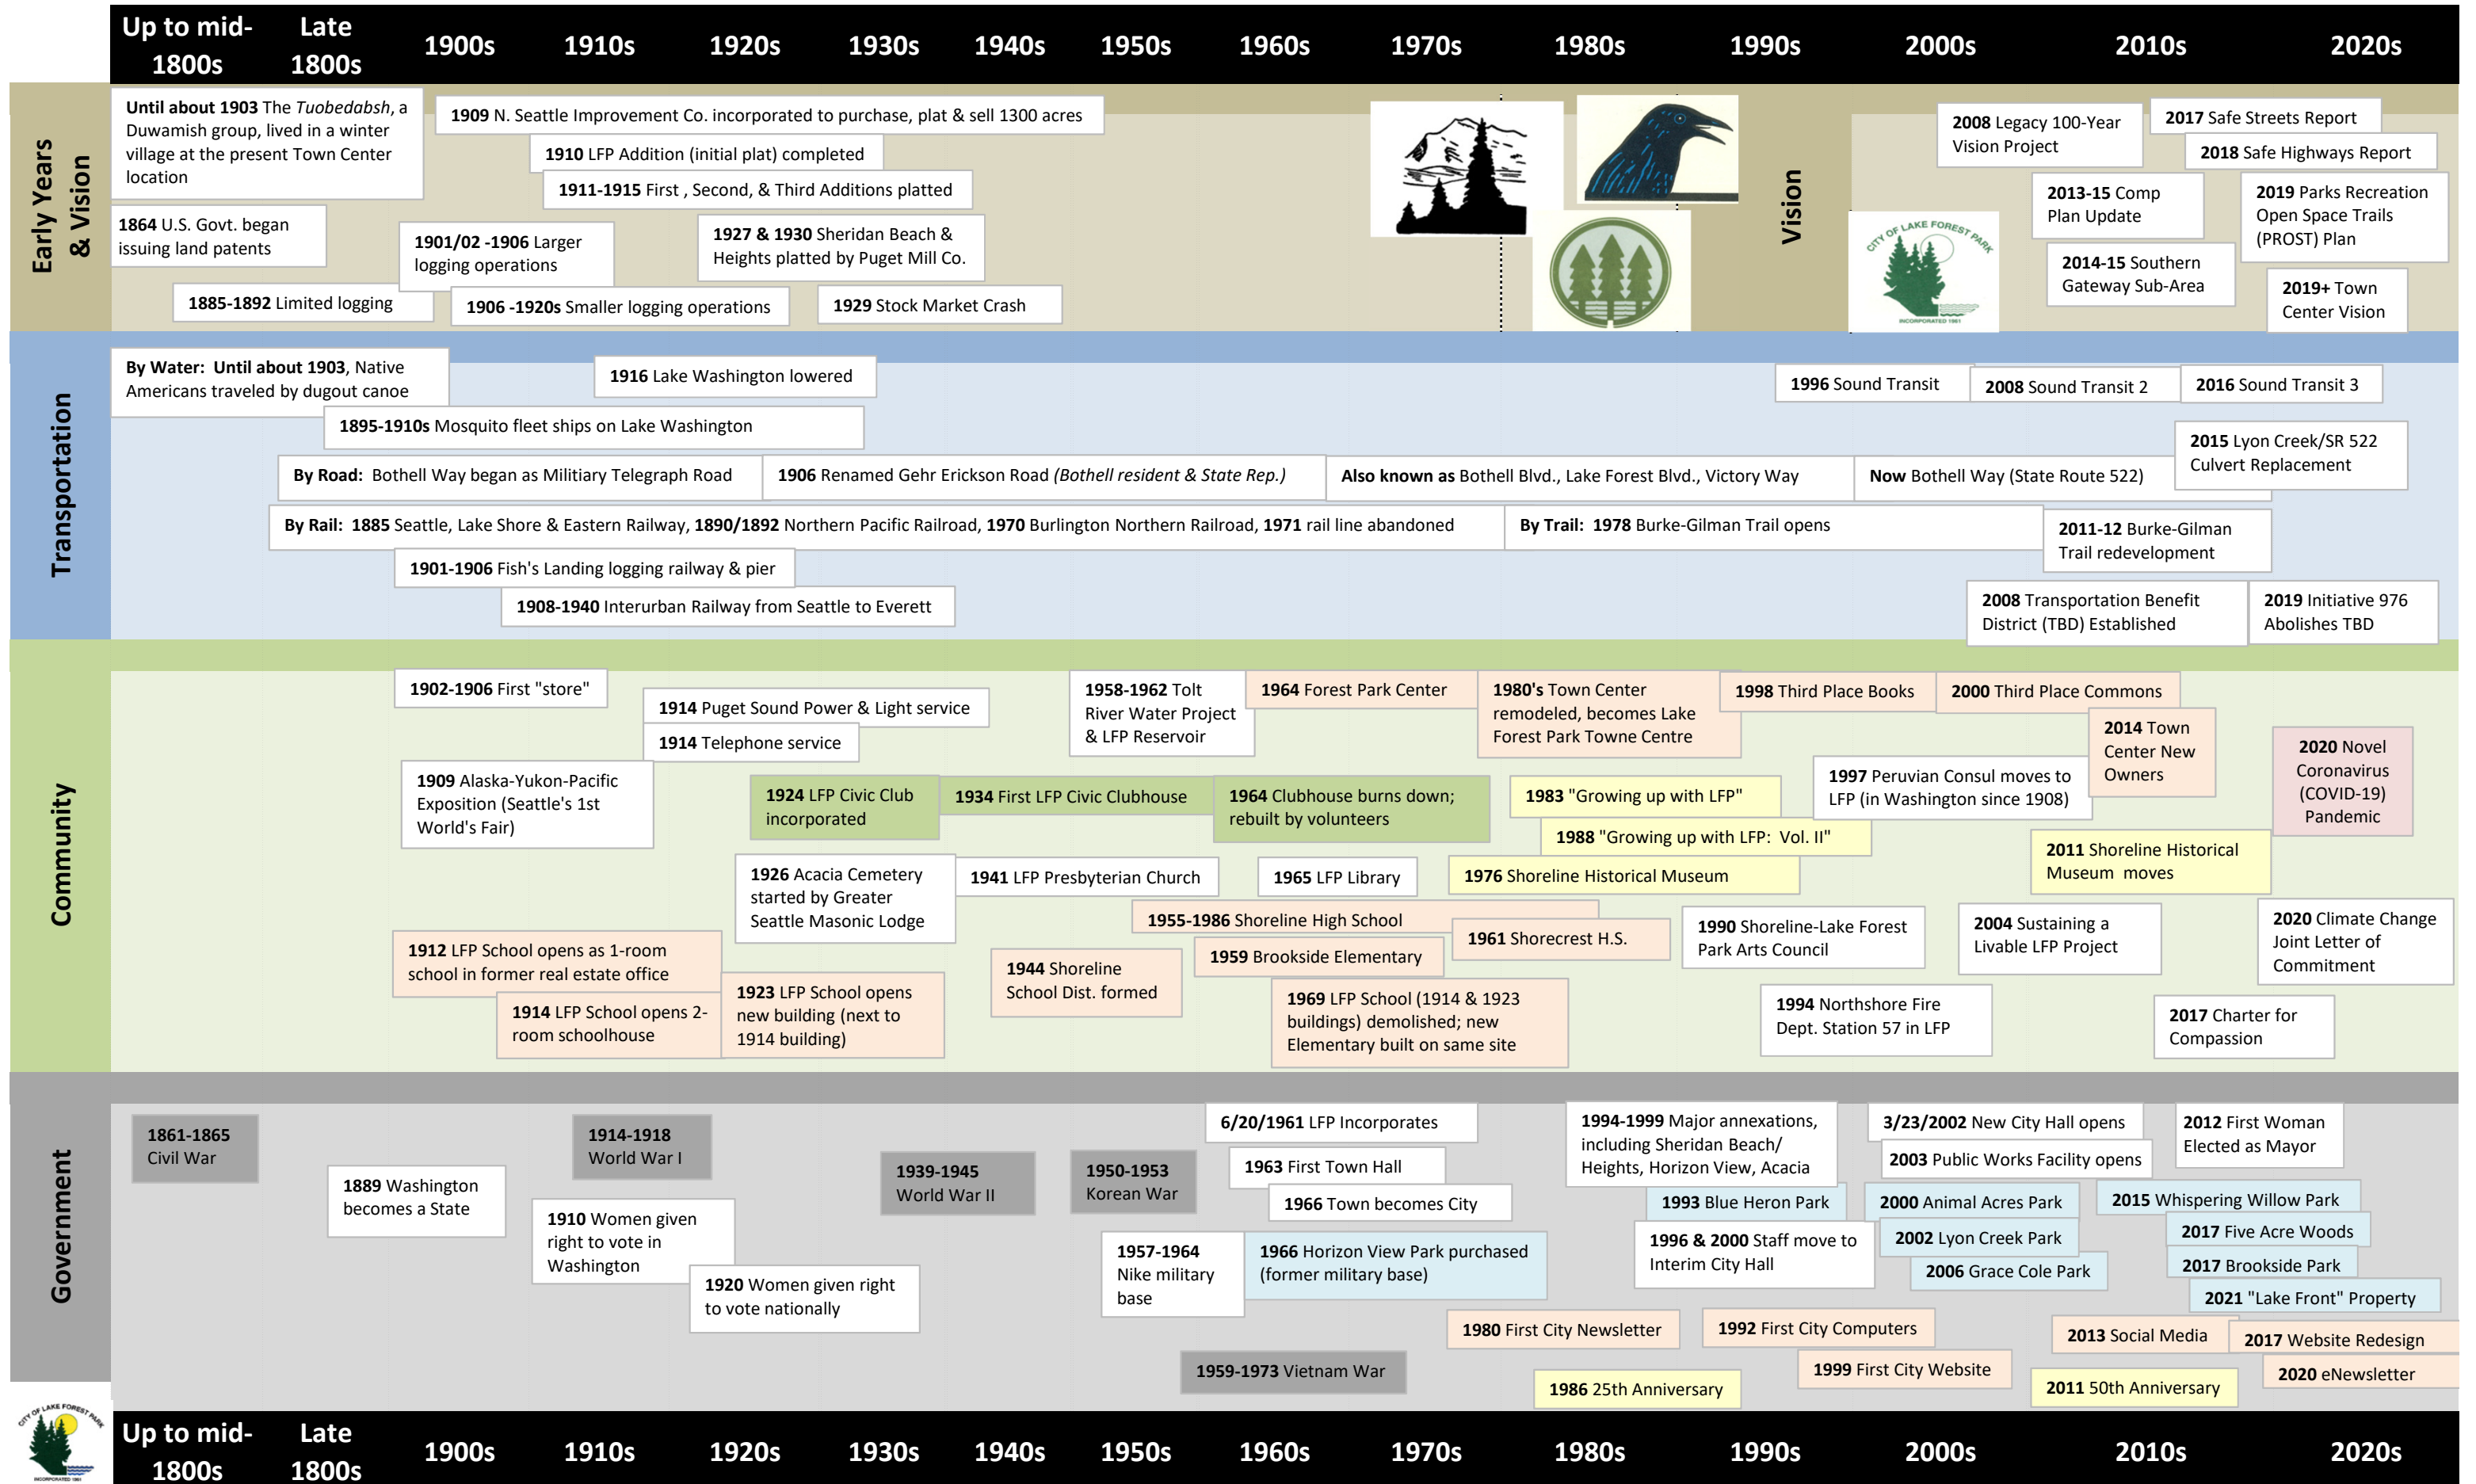 Up to mid-
1800s
Late
1800s
1900s
1910s
1920s
1930s
1940s
1950s
1960s
1970s
1980s
1990s
2000s
2010s
2020s
Early Years
& Vision
Until about 1903 The Tuobedabsh, a
Duwamish group, lived in a winter
village at the present Town Center
location
1864 U.S. Govt. began
issuing land patents
1885-1892 Limited logging
1909 N. Seattle Improvement Co. incorporated to purchase, plat & sell 1300 acres
1910 LFP Addition (initial plat) completed
1911-1915 First , Second, & Third Additions platted
1901/02 -1906 Larger
logging operations
1927 & 1930 Sheridan Beach &
Heights platted by Puget Mill Co.
1906 -1920s Smaller logging operations
1929 Stock Market Crash
Vision
CITY OF LAKE FOREST PARK
INCORPORATED 1961
2008 Legacy 100-Year
Vision Project
2017 Safe Streets Report
2018 Safe Highways Report
2013-15 Comp
Plan Update
2019 Parks Recreation
Open Space Trails
(PROST) Plan
2014-15 Southern
Gateway Sub-Area
2019+ Town
Center Vision
Transportation
By Water: Until about 1903, Native
Americans traveled by dugout canoe
1916 Lake Washington lowered
1996 Sound Transit
2008 Sound Transit 2
2016 Sound Transit 3
1895-1910s Mosquito fleet ships on Lake Washington
2015 Lyon Creek/SR 522
Culvert Replacement
By Road: Bothell Way began as Militiary Telegraph Road
1906 Renamed Gehr Erickson Road (Bothell resident & State Rep.)
Also known as Bothell Blvd., Lake Forest Blvd., Victory Way
Now Bothell Way (State Route 522)
By Rail: 1885 Seattle, Lake Shore & Eastern Railway, 1890/1892 Northern Pacific Railroad, 1970 Burlington Northern Railroad, 1971 rail line abandoned
By Trail: 1978 Burke-Gilman Trail opens
2011-12 Burke-Gilman
Trail redevelopment
1901-1906 Fish's Landing logging railway & pier
1908-1940 Interurban Railway from Seattle to Everett
2008 Transportation Benefit
District (TBD) Established
2019 Initiative 976
Abolishes TBD
Community
1902-1906 First "store"
1914 Puget Sound Power & Light service
1914 Telephone service
1909 Alaska-Yukon-Pacific
Exposition (Seattle's 1st
World's Fair)
1958-1962 Tolt
River Water Project
& LFP Reservoir
1964 Forest Park Center
1980's Town Center
remodeled, becomes Lake
Forest Park Towne Centre
1998 Third Place Books
2000 Third Place Commons
2014 Town
Center New
Owners
2020 Novel
Coronavirus
(COVID-19)
Pandemic
1924 LFP Civic Club
incorporated
1934 First LFP Civic Clubhouse
1964 Clubhouse burns down;
rebuilt by volunteers
1983 "Growing up with LFP"
1997 Peruvian Consul moves to
LFP (in Washington since 1908)
1988 "Growing up with LFP: Vol. II"
1926 Acacia Cemetery
started by Greater
Seattle Masonic Lodge
1941 LFP Presbyterian Church
1965 LFP Library
1976 Shoreline Historical Museum
2011 Shoreline Historical
Museum moves
1955-1986 Shoreline High School
1961 Shorecrest H.S.
1990 Shoreline-Lake Forest
Park Arts Council
2004 Sustaining a
Livable LFP Project
2020 Climate Change
Joint Letter of
Commitment
1912 LFP School opens as 1-room
school in former real estate office
1914 LFP School opens 2-
room schoolhouse
1923 LFP School opens
new building (next to
1914 building)
1944 Shoreline
School Dist. formed
1959 Brookside Elementary
1969 LFP School (1914 & 1923
buildings) demolished; new
Elementary built on same site
1994 Northshore Fire
Dept. Station 57 in LFP
2017 Charter for
Compassion
Government
1861-1865
Civil War
1889 Washington
becomes a State
1914-1918
World War I
1910 Women given
right to vote in
Washington
1920 Women given right
to vote nationally
1939-1945
World War II
1950-1953
Korean War
1957-1964
Nike military
base
1959-1973 Vietnam War
6/20/1961 LFP Incorporates
1963 First Town Hall
1966 Town becomes City
1966 Horizon View Park purchased
(former military base)
1994-1999 Major annexations,
including Sheridan Beach/
Heights, Horizon View, Acacia
1993 Blue Heron Park
1996 & 2000 Staff move to
Interim City Hall
3/23/2002 New City Hall opens
2003 Public Works Facility opens
2000 Animal Acres Park
2002 Lyon Creek Park
2006 Grace Cole Park
2012 First Woman
Elected as Mayor
2015 Whispering Willow Park
2017 Five Acre Woods
2017 Brookside Park
2021 "Lake Front" Property
1980 First City Newsletter
1992 First City Computers
2013 Social Media
2017 Website Redesign
1986 25th Anniversary
1999 First City Website
2011 50th Anniversary
2020 eNewsletter
CITY OF LAKE FOREST PARK
INCORPORATED 1961
Up to mid-
1800s
Late
1800s
1900s
1910s
1920s
1930s
1940s
1950s
1960s
1970s
1980s
1990s
2000s
2010s
2020s